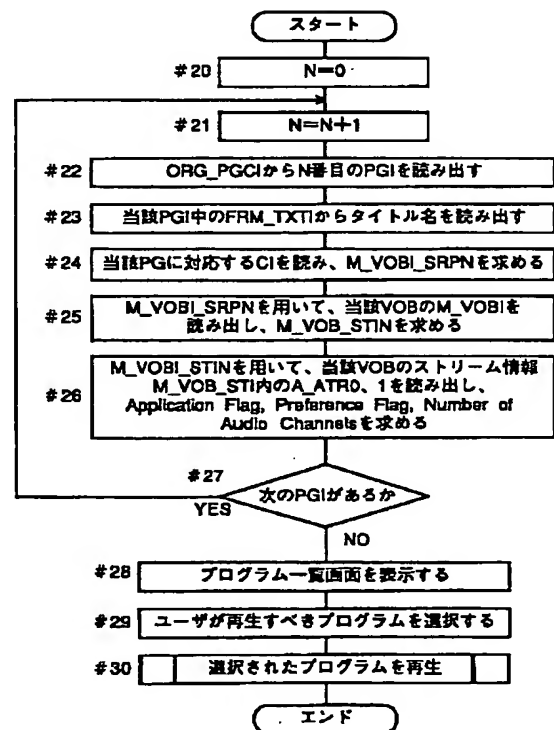 スタート
#20
N=0
#21
N=N+1
#22
ORG_PGCIからN番目のPGIを読み出す
#23
当該PGI中のFRM_TXTIからタイトル名を読み出す
#24
当該PGに対応するCIを読み、M_VOBI_SRPNを求める
#25
M_VOBI_SRPNを用いて、当該VOBのM_VOBIを
読み出し、M_VOB_STINを求める
#26
M_VOBI_STINを用いて、当該VOBのストリーム情報
M_VOB_STI内のA_ATR0、1を読み出し、
Application Flag, Preference Flag, Number of
Audio Channelsを求める
#27
次のPGIがあるか
YES
NO
#28
プログラム一覧画面を表示する
#29
ユーザが再生すべきプログラムを選択する
#30
選択されたプログラムを再生
エンド